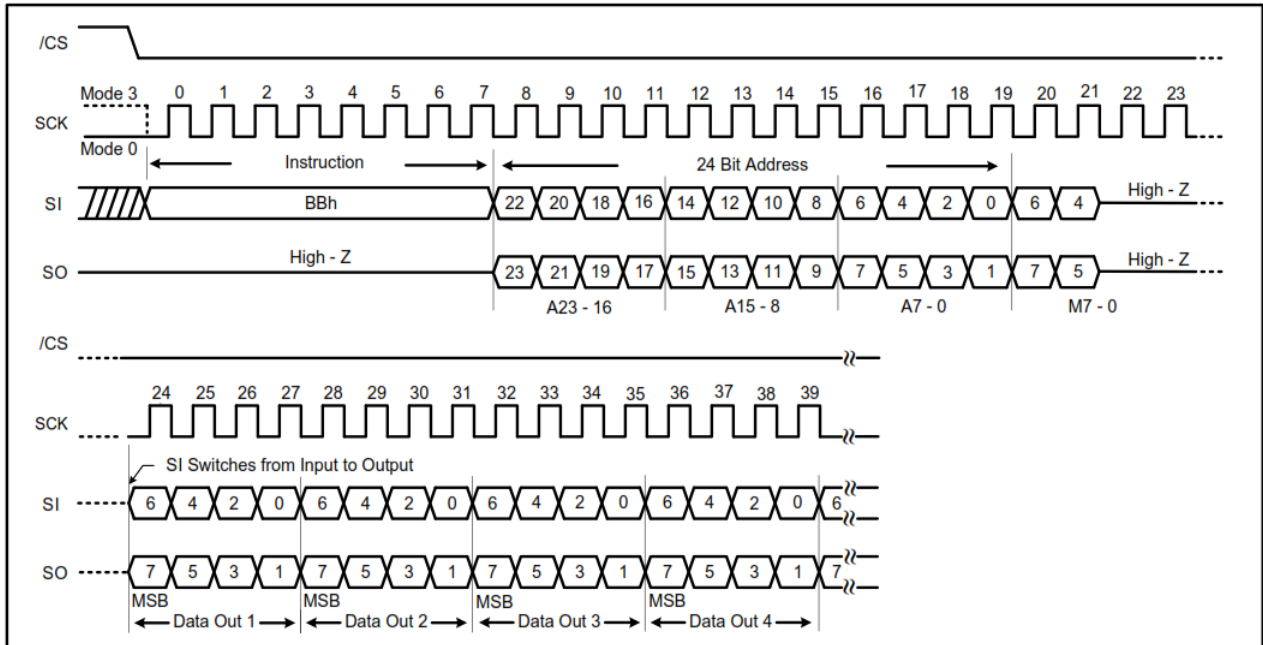 /CS
Mode 3 0 1 2 3 4 5 6 7 8 9 10 11 12 13 14 15 16 17 18 19 20 21 22 23
SCK
Mode 0
Instruction 24 Bit Address
SI BBh 22 20 18 16 14 12 10 8 6 4 2 0 6 4 High - Z
SO High - Z 23 21 19 17 15 13 11 9 7 5 3 1 7 5 High - Z
A23 - 16 A15 - 8 A7 - 0 M7 - 0
/CS
24 25 26 27 28 29 30 31 32 33 34 35 36 37 38 39
SCK
SI Switches from Input to Output
SI 6 4 2 0 6 4 2 0 6 4 2 0 6 4 2 0 6
SO 7 5 3 1 7 5 3 1 7 5 3 1 7 5 3 1 7
MSB MSB MSB MSB
Data Out 1 Data Out 2 Data Out 3 Data Out 4